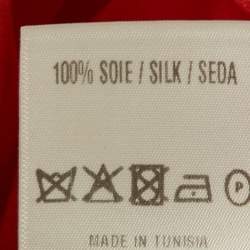 100% SOIE / SILK / SEDA
P
MADE IN TUNISIA